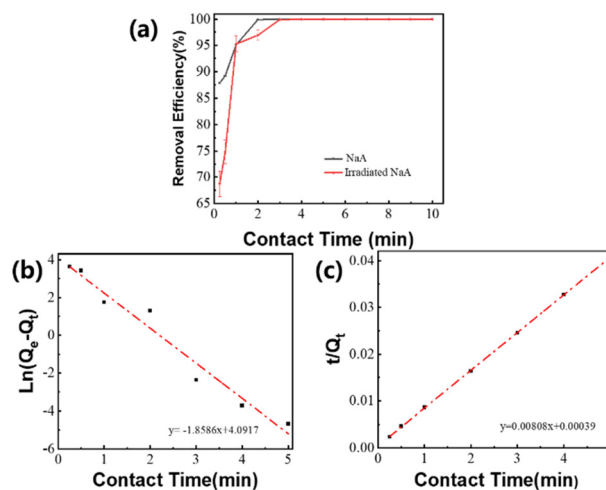 (a)
Removal Efficiency(%)
100
95
90
85
80
75
70
65
NaA
Irradiated NaA
0 2 4 6 8 10
Contact Time (min)
(b)
Ln(Qe-Qt)
4
2
0
-2
-4
-6
y= -1.8586x+4.0917
0 1 2 3 4 5
Contact Time(min)
(c)
t/Qt
0.04
0.03
0.02
0.01
0.00
y=0.00808x+0.00039
0 1 2 3 4
Contact Time(min)